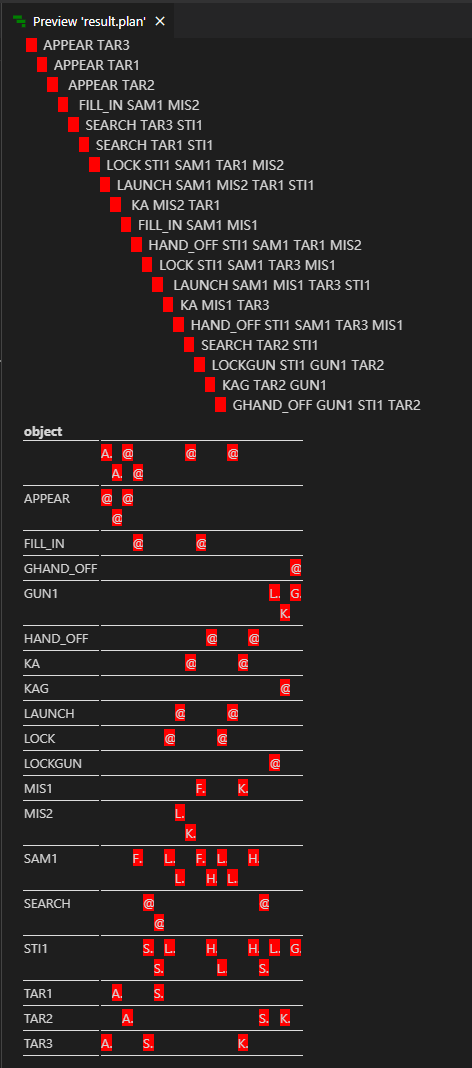 Preview 'result.plan' ×
APPEAR TAR3
APPEAR TAR1
APPEAR TAR2
FILL_IN SAM1 MIS2
SEARCH TAR3 STI1
SEARCH TAR1 STI1
LOCK STI1 SAM1 TAR1 MIS2
LAUNCH SAM1 MIS2 TAR1 STI1
KA MIS2 TAR1
FILL_IN SAM1 MIS1
HAND_OFF STI1 SAM1 TAR1 MIS2
LOCK STI1 SAM1 TAR3 MIS1
LAUNCH SAM1 MIS1 TAR3 STI1
KA MIS1 TAR3
HAND_OFF STI1 SAM1 TAR3 MIS1
SEARCH TAR2 STI1
LOCKGUN STI1 GUN1 TAR2
KAG TAR2 GUN1
GHAND_OFF GUN1 STI1 TAR2
object
A. @ @ @
A. @
APPEAR @ @
@
FILL_IN @ @
GHAND_OFF @
GUN1 L. G.
K.
HAND_OFF @ @
KA @ @
KAG @
LAUNCH @ @
LOCK @ @
LOCKGUN @
MIS1 F. K.
MIS2 L.
K.
SAM1 F. L. F. L. H.
L. H. L.
SEARCH @ @
@
STI1 S. L. H. H. L. G.
S. L. S.
TAR1 A. S.
TAR2 A. S. K.
TAR3 A. S. K.